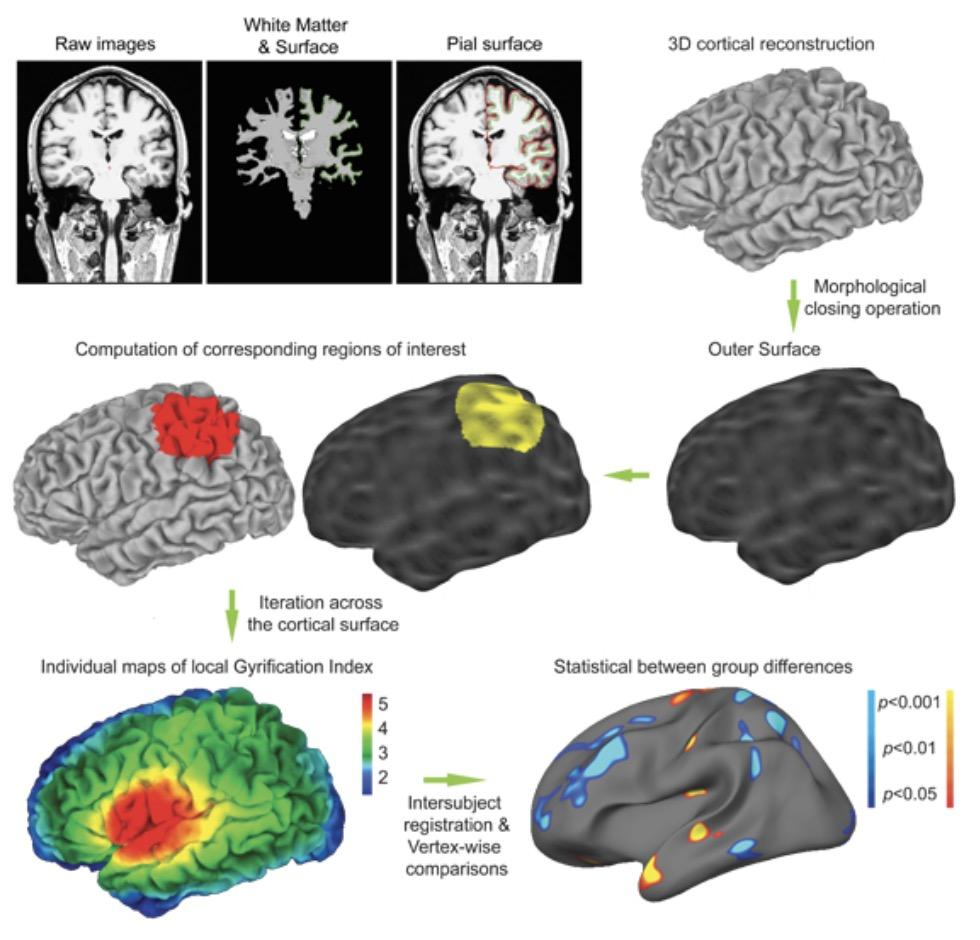 Raw images
White Matter
& Surface
Pial surface
3D cortical reconstruction
Morphological
closing operation
Computation of corresponding regions of interest
Outer Surface
Iteration across
the cortical surface
Individual maps of local Gyrification Index
5
4
3
2
Intersubject
registration &
Vertex-wise
comparisons
Statistical between group differences
p<0.001
p<0.01
p<0.05